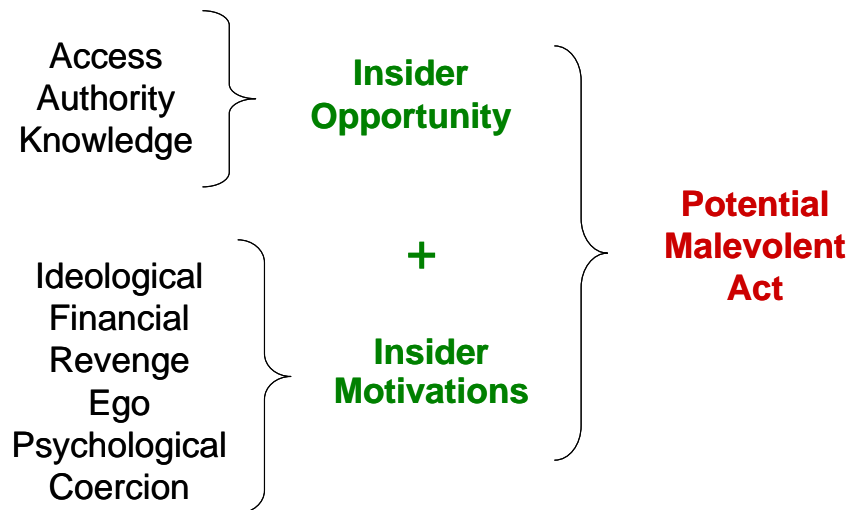 Access
Authority
Knowledge
Insider
Opportunity
+
Ideological
Financial
Revenge
Ego
Psychological
Coercion
Insider
Motivations
Potential
Malevolent
Act